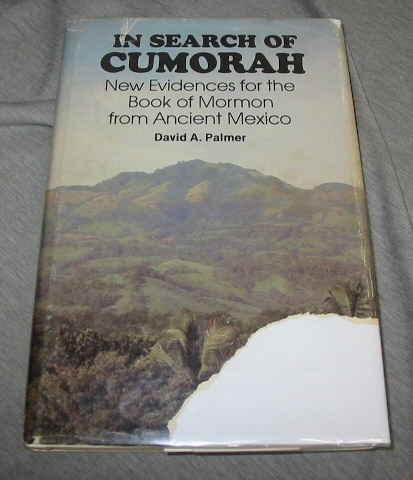 IN SEARCH OF
CUMORAH
New Evidences for the
Book of Mormon
from Ancient Mexico
David A. Palmer